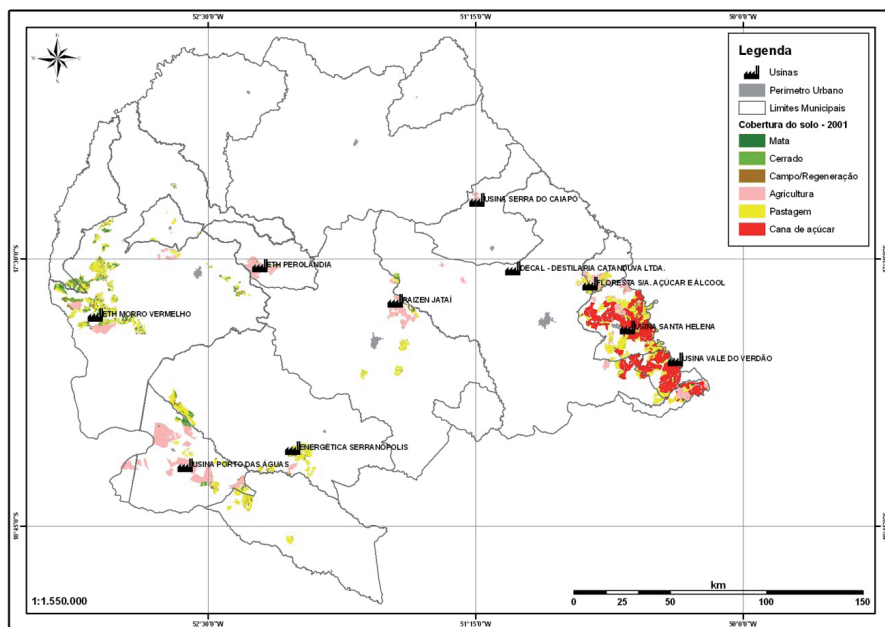 52°30'0"W 51°15'0"W 50°0'0"W
Legenda
Usinas
Perímetro Urbano
Limites Municipais
Cobertura do solo - 2001
Mata
Cerrado
Campo/Regeneração
Agricultura
Pastagem
Cana de açúcar
USINA SERRA DO CAIAPÓ
ETH PEROLÂNDIA
DECAL - DESTILARIA CATANDUVA LTDA.
FLORESTA S/A. AÇÚCAR E ÁLCOOL
RAIZEN JATAÍ
ETH MORRO VERMELHO
USINA SANTA HELENA
USINA VALE DO VERDÃO
ENERGÉTICA SERRANÓPOLIS
USINA PORTO DAS ÁGUAS
km
0 25 50 100 150
1:1.550.000
52°30'0"W 51°15'0"W 50°0'0"W